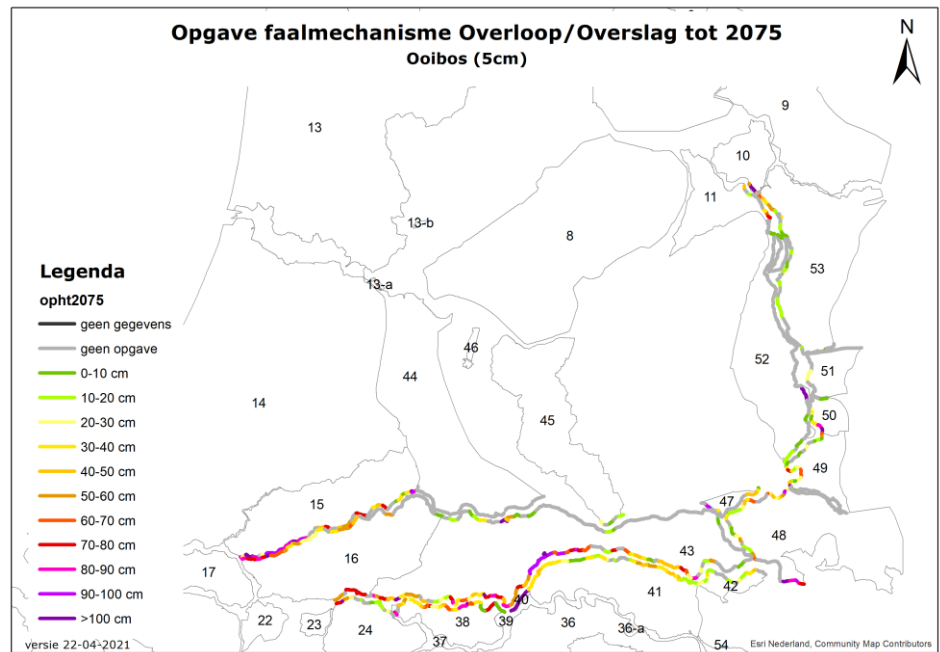 Opgave faalmechanisme Overloop/Overslag tot 2075
Ooibos (5cm)
N
9
13
10
11
13-b
8
53
13-a
Legenda
opht2075
geen gegevens
geen opgave
0-10 cm
10-20 cm
20-30 cm
30-40 cm
40-50 cm
50-60 cm
60-70 cm
70-80 cm
80-90 cm
90-100 cm
>100 cm
46
52
44
51
14
45
50
49
15
47
48
16
43
17
41
42
40
22
23
24
38
39
36
36-a
37
54
versie 22-04-2021
Esri Nederland, Community Map Contributors